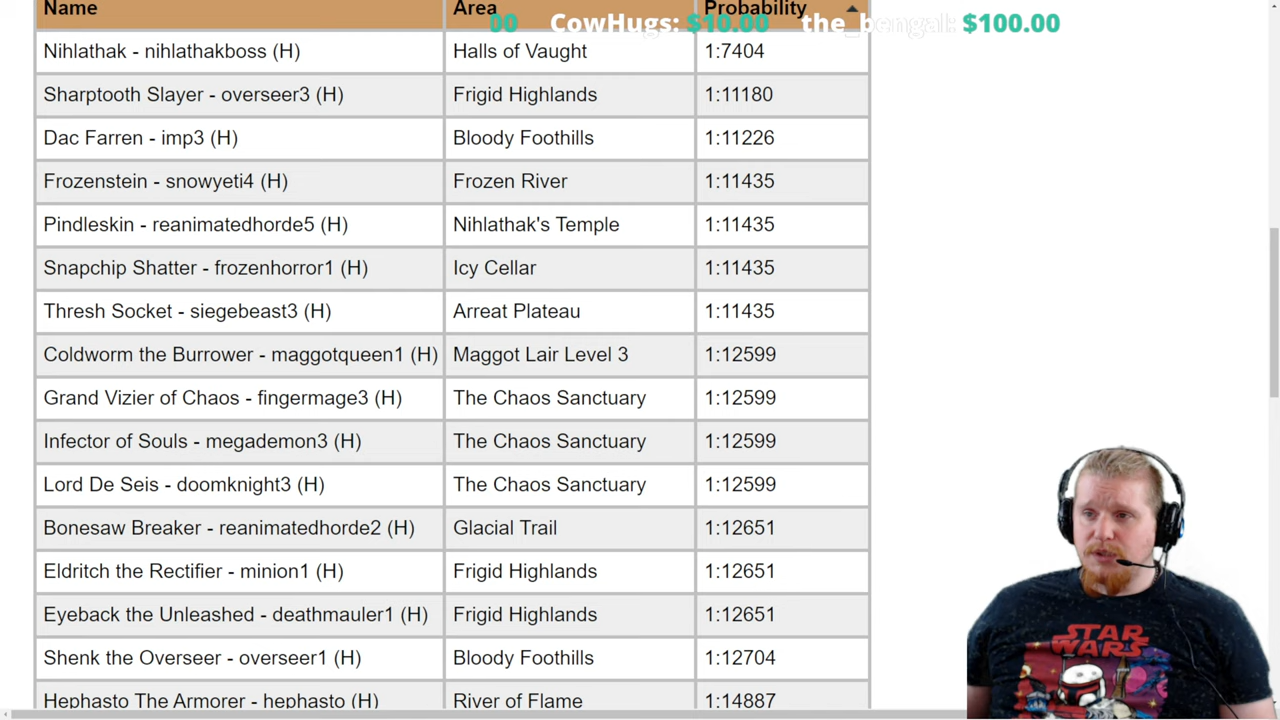 Name Area Probability
00 CowHugs: $10.00 the_bengal: $100.00
Nihlathak - nihlathakboss (H) Halls of Vaught 1:7404
Sharptooth Slayer - overseer3 (H) Frigid Highlands 1:11180
Dac Farren - imp3 (H) Bloody Foothills 1:11226
Frozenstein - snowyeti4 (H) Frozen River 1:11435
Pindleskin - reanimatedhorde5 (H) Nihlathak's Temple 1:11435
Snapchip Shatter - frozenhorror1 (H) Icy Cellar 1:11435
Thresh Socket - siegebeast3 (H) Arreat Plateau 1:11435
Coldworm the Burrower - maggotqueen1 (H) Maggot Lair Level 3 1:12599
Grand Vizier of Chaos - fingermage3 (H) The Chaos Sanctuary 1:12599
Infector of Souls - megademon3 (H) The Chaos Sanctuary 1:12599
Lord De Seis - doomknight3 (H) The Chaos Sanctuary 1:12599
Bonesaw Breaker - reanimatedhorde2 (H) Glacial Trail 1:12651
Eldritch the Rectifier - minion1 (H) Frigid Highlands 1:12651
Eyeback the Unleashed - deathmauler1 (H) Frigid Highlands 1:12651
Shenk the Overseer - overseer1 (H) Bloody Foothills 1:12704
Hephasto The Armorer - hephasto (H) River of Flame 1:14887
STAR
WARS